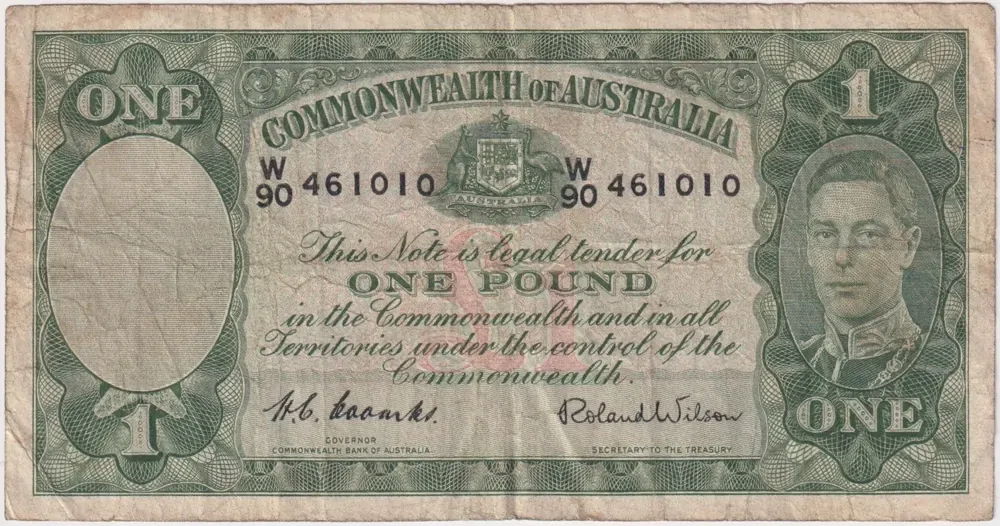 ONE
1
COMMONWEALTH OF AUSTRALIA
AUSTRALIA
W/90 461010
W/90 461010
This Note is legal tender for
ONE POUND
in the Commonwealth and in all
Territories under the control of the
Commonwealth.
H.C. Coombs.
Roland Wilson
GOVERNOR
COMMONWEALTH BANK OF AUSTRALIA.
SECRETARY TO THE TREASURY
1
ONE